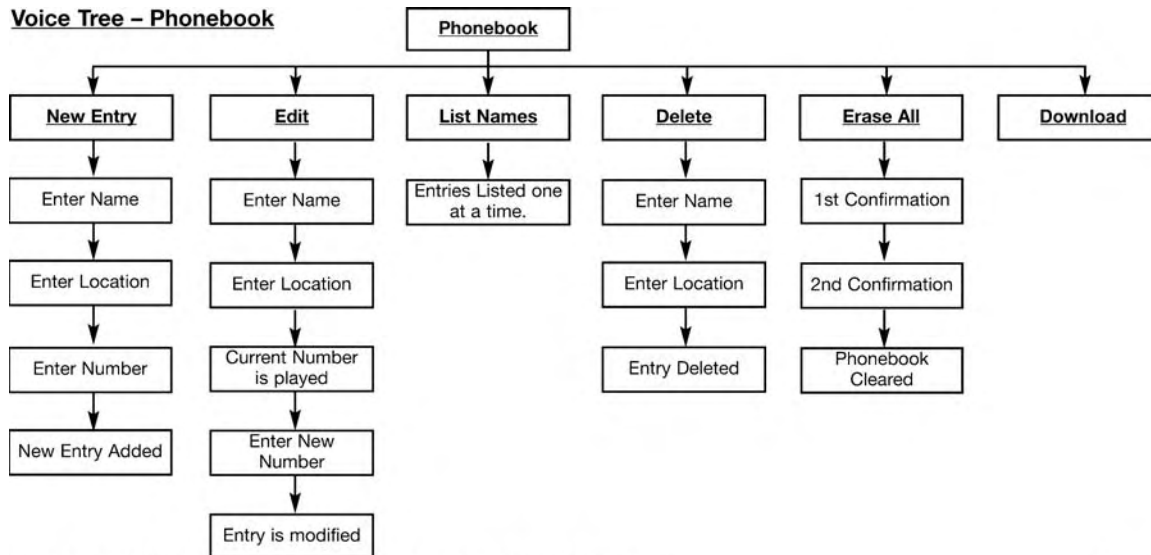 Voice Tree – Phonebook
Phonebook
New Entry
Edit
List Names
Delete
Erase All
Download
Enter Name
Enter Name
Entries Listed one
at a time.
Enter Name
1st Confirmation
Enter Location
Enter Location
Enter Location
2nd Confirmation
Enter Number
Current Number
is played
Entry Deleted
Phonebook
Cleared
New Entry Added
Enter New
Number
Entry is modified